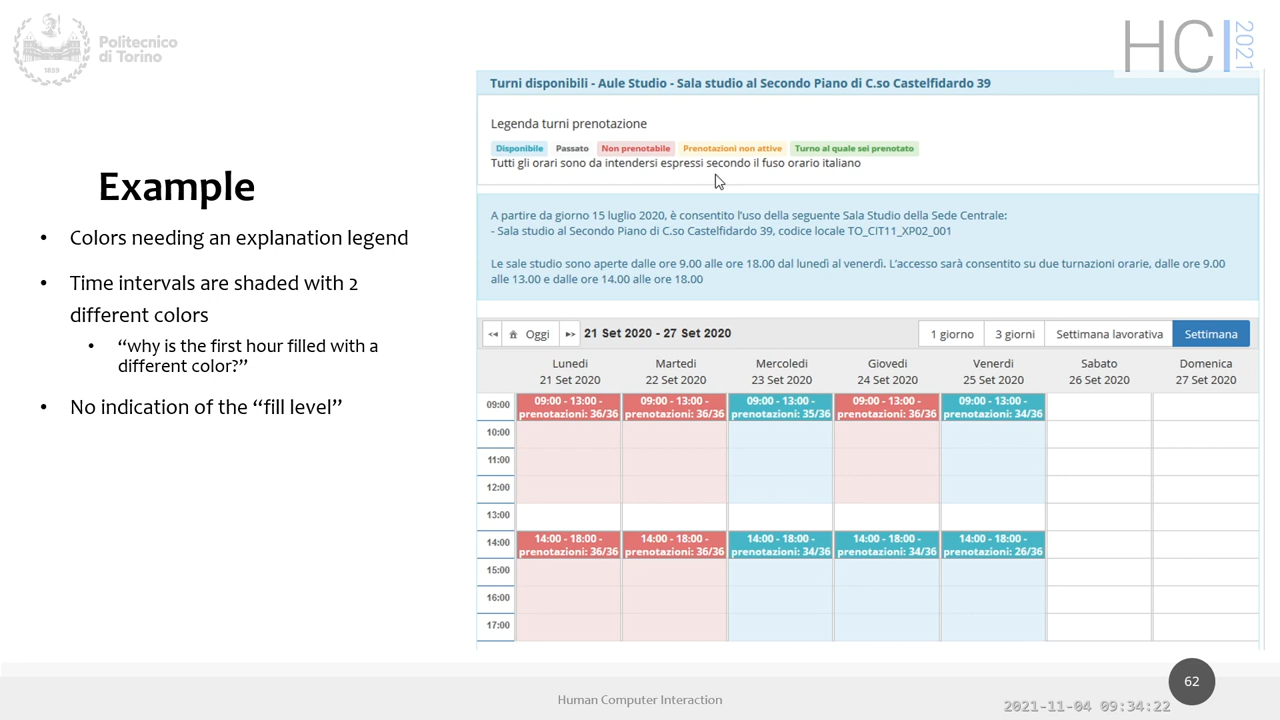 Politecnico
di Torino
1859
HCI
2021
Example
• Colors needing an explanation legend
• Time intervals are shaded with 2
different colors
• “why is the first hour filled with a
different color?”
• No indication of the “fill level”
Turni disponibili - Aule Studio - Sala studio al Secondo Piano di C.so Castelfidardo 39
Legenda turni prenotazione
Disponibile Passato Non prenotabile Prenotazioni non attive Turno al quale sei prenotato
Tutti gli orari sono da intendersi espressi secondo il fuso orario italiano
A partire da giorno 15 luglio 2020, è consentito l’uso della seguente Sala Studio della Sede Centrale:
- Sala studio al Secondo Piano di C.so Castelfidardo 39, codice locale TO_CIT11_XP02_001
Le sale studio sono aperte dalle ore 9.00 alle ore 18.00 dal lunedì al venerdì. L’accesso sarà consentito su due turnazioni orarie, dalle ore 9.00
alle 13.00 e dalle ore 14.00 alle ore 18.00
Oggi 21 Set 2020 - 27 Set 2020 1 giorno 3 giorni Settimana lavorativa Settimana
Lunedì Martedì Mercoledì Giovedì Venerdì Sabato Domenica
21 Set 2020 22 Set 2020 23 Set 2020 24 Set 2020 25 Set 2020 26 Set 2020 27 Set 2020
09:00 09:00 - 13:00 - 09:00 - 13:00 - 09:00 - 13:00 - 09:00 - 13:00 - 09:00 - 13:00 -
prenotazioni: 36/36 prenotazioni: 36/36 prenotazioni: 35/36 prenotazioni: 36/36 prenotazioni: 34/36
10:00
11:00
12:00
13:00
14:00 14:00 - 18:00 - 14:00 - 18:00 - 14:00 - 18:00 - 14:00 - 18:00 - 14:00 - 18:00 -
prenotazioni: 36/36 prenotazioni: 36/36 prenotazioni: 34/36 prenotazioni: 34/36 prenotazioni: 26/36
15:00
16:00
17:00
Human Computer Interaction
62
2021-11-04 09:34:22